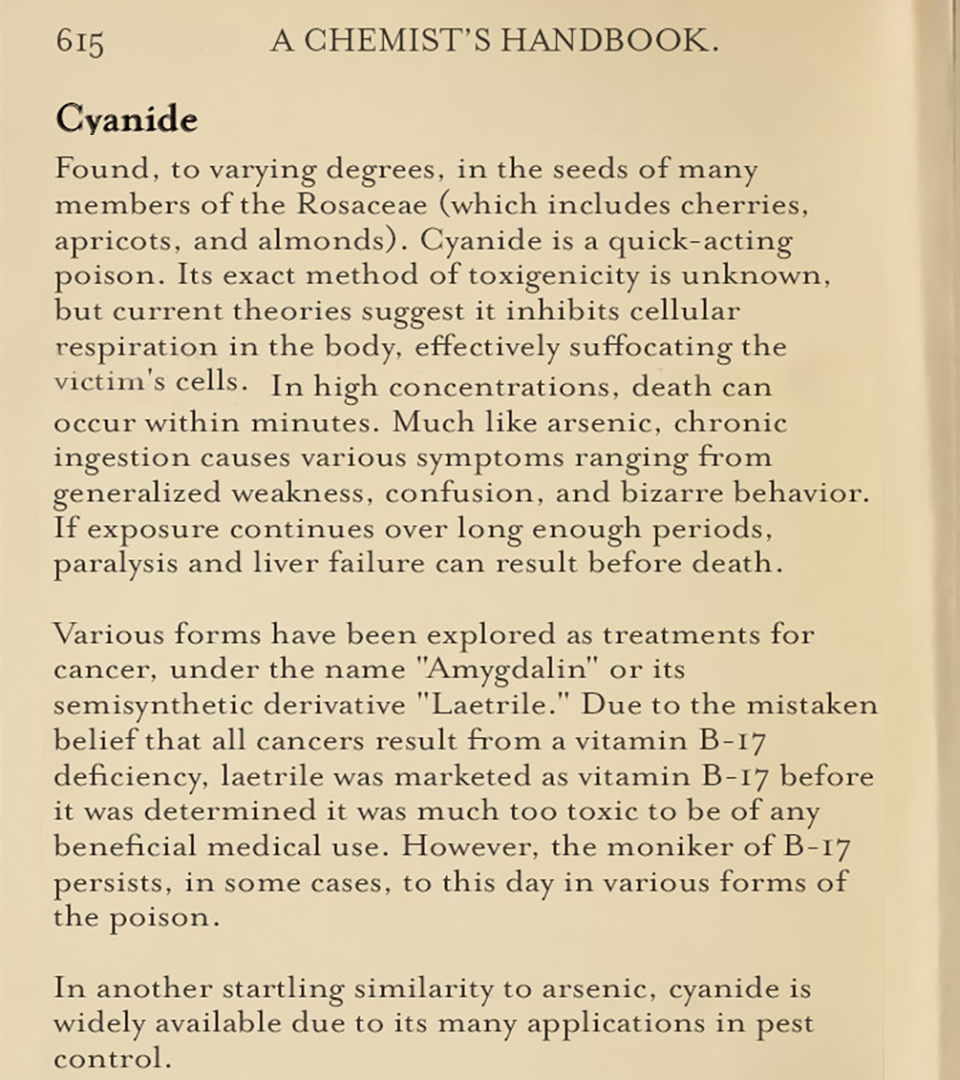 615 A CHEMIST'S HANDBOOK.
Cyanide
Found, to varying degrees, in the seeds of many
members of the Rosaceae (which includes cherries,
apricots, and almonds). Cyanide is a quick-acting
poison. Its exact method of toxigenicity is unknown,
but current theories suggest it inhibits cellular
respiration in the body, effectively suffocating the
victim's cells. In high concentrations, death can
occur within minutes. Much like arsenic, chronic
ingestion causes various symptoms ranging from
generalized weakness, confusion, and bizarre behavior.
If exposure continues over long enough periods,
paralysis and liver failure can result before death.
Various forms have been explored as treatments for
cancer, under the name "Amygdalin" or its
semisynthetic derivative "Laetrile." Due to the mistaken
belief that all cancers result from a vitamin B-17
deficiency, laetrile was marketed as vitamin B-17 before
it was determined it was much too toxic to be of any
beneficial medical use. However, the moniker of B-17
persists, in some cases, to this day in various forms of
the poison.
In another startling similarity to arsenic, cyanide is
widely available due to its many applications in pest
control.